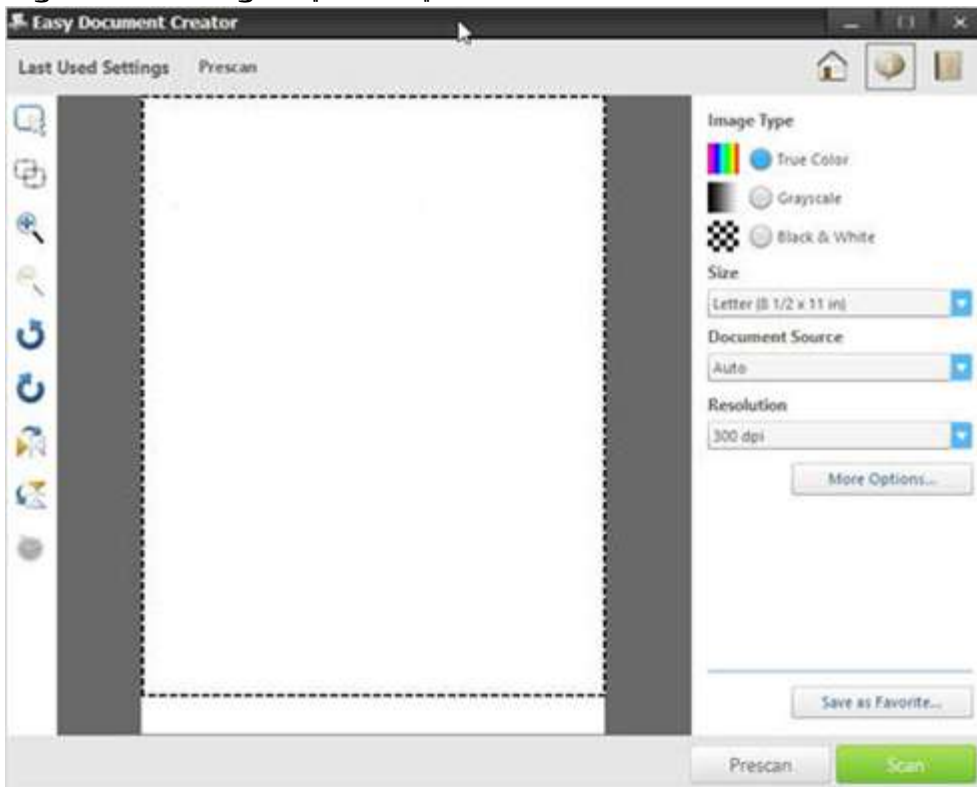 Easy Document Creator
Last Used Settings Prescan
Image Type
True Color
Grayscale
Black & White
Size
Letter (8 1/2 x 11 in)
Document Source
Auto
Resolution
300 dpi
More Options...
Save as Favorite...
Prescan Scan